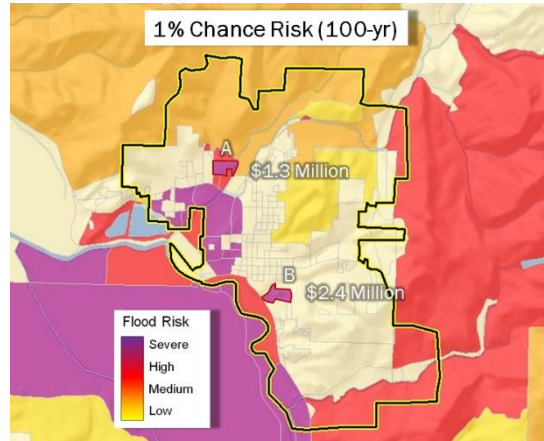 1% Chance Risk (100-yr)
A
$1.3 Million
B
$2.4 Million
Flood Risk
Severe
High
Medium
Low